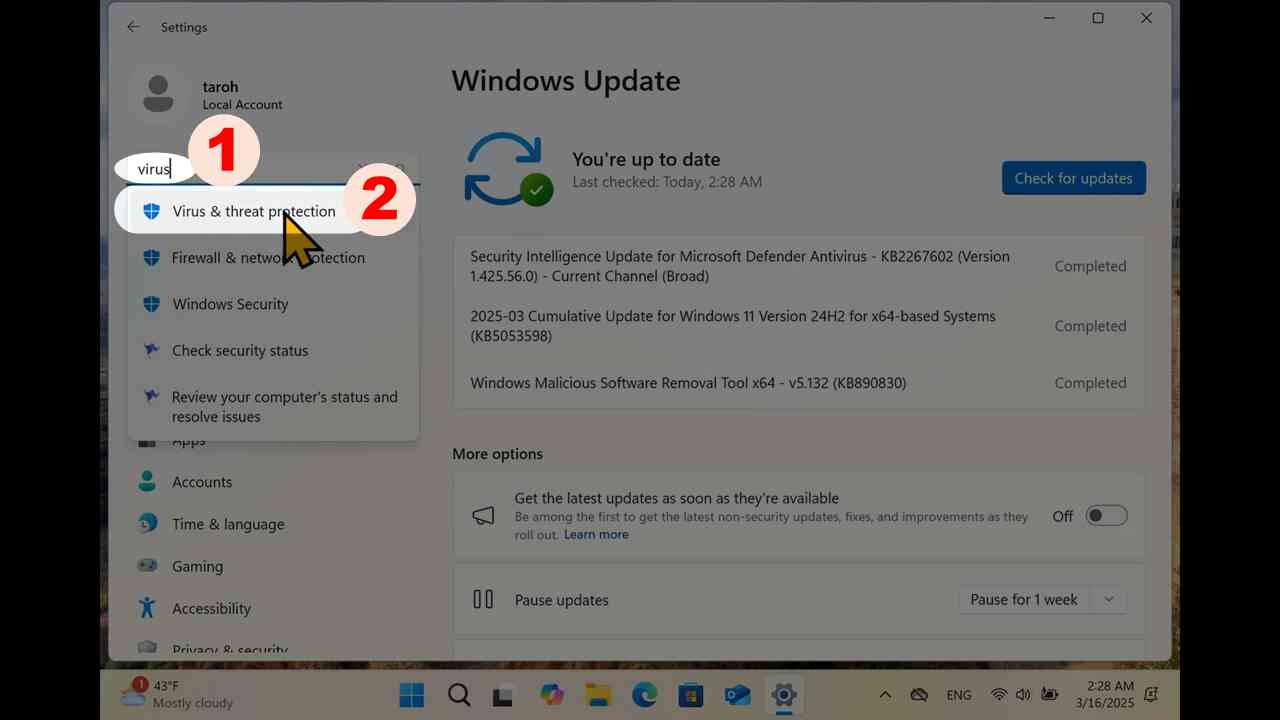 Settings
taroh
Local Account
1
virus
2
Virus & threat protection
Firewall & network protection
Windows Security
Check security status
Review your computer's status and
resolve issues
Apps
Accounts
Time & language
Gaming
Accessibility
Privacy & security
Windows Update
You're up to date
Last checked: Today, 2:28 AM
Check for updates
Security Intelligence Update for Microsoft Defender Antivirus - KB2267602 (Version
1.425.56.0) - Current Channel (Broad)
Completed
2025-03 Cumulative Update for Windows 11 Version 24H2 for x64-based Systems
(KB5053598)
Completed
Windows Malicious Software Removal Tool x64 - v5.132 (KB890830)
Completed
More options
Get the latest updates as soon as they're available
Be among the first to get the latest non-security updates, fixes, and improvements as they
roll out. Learn more
Off
Pause updates
Pause for 1 week
1
43°F
Mostly cloudy
ENG
2:28 AM
3/16/2025